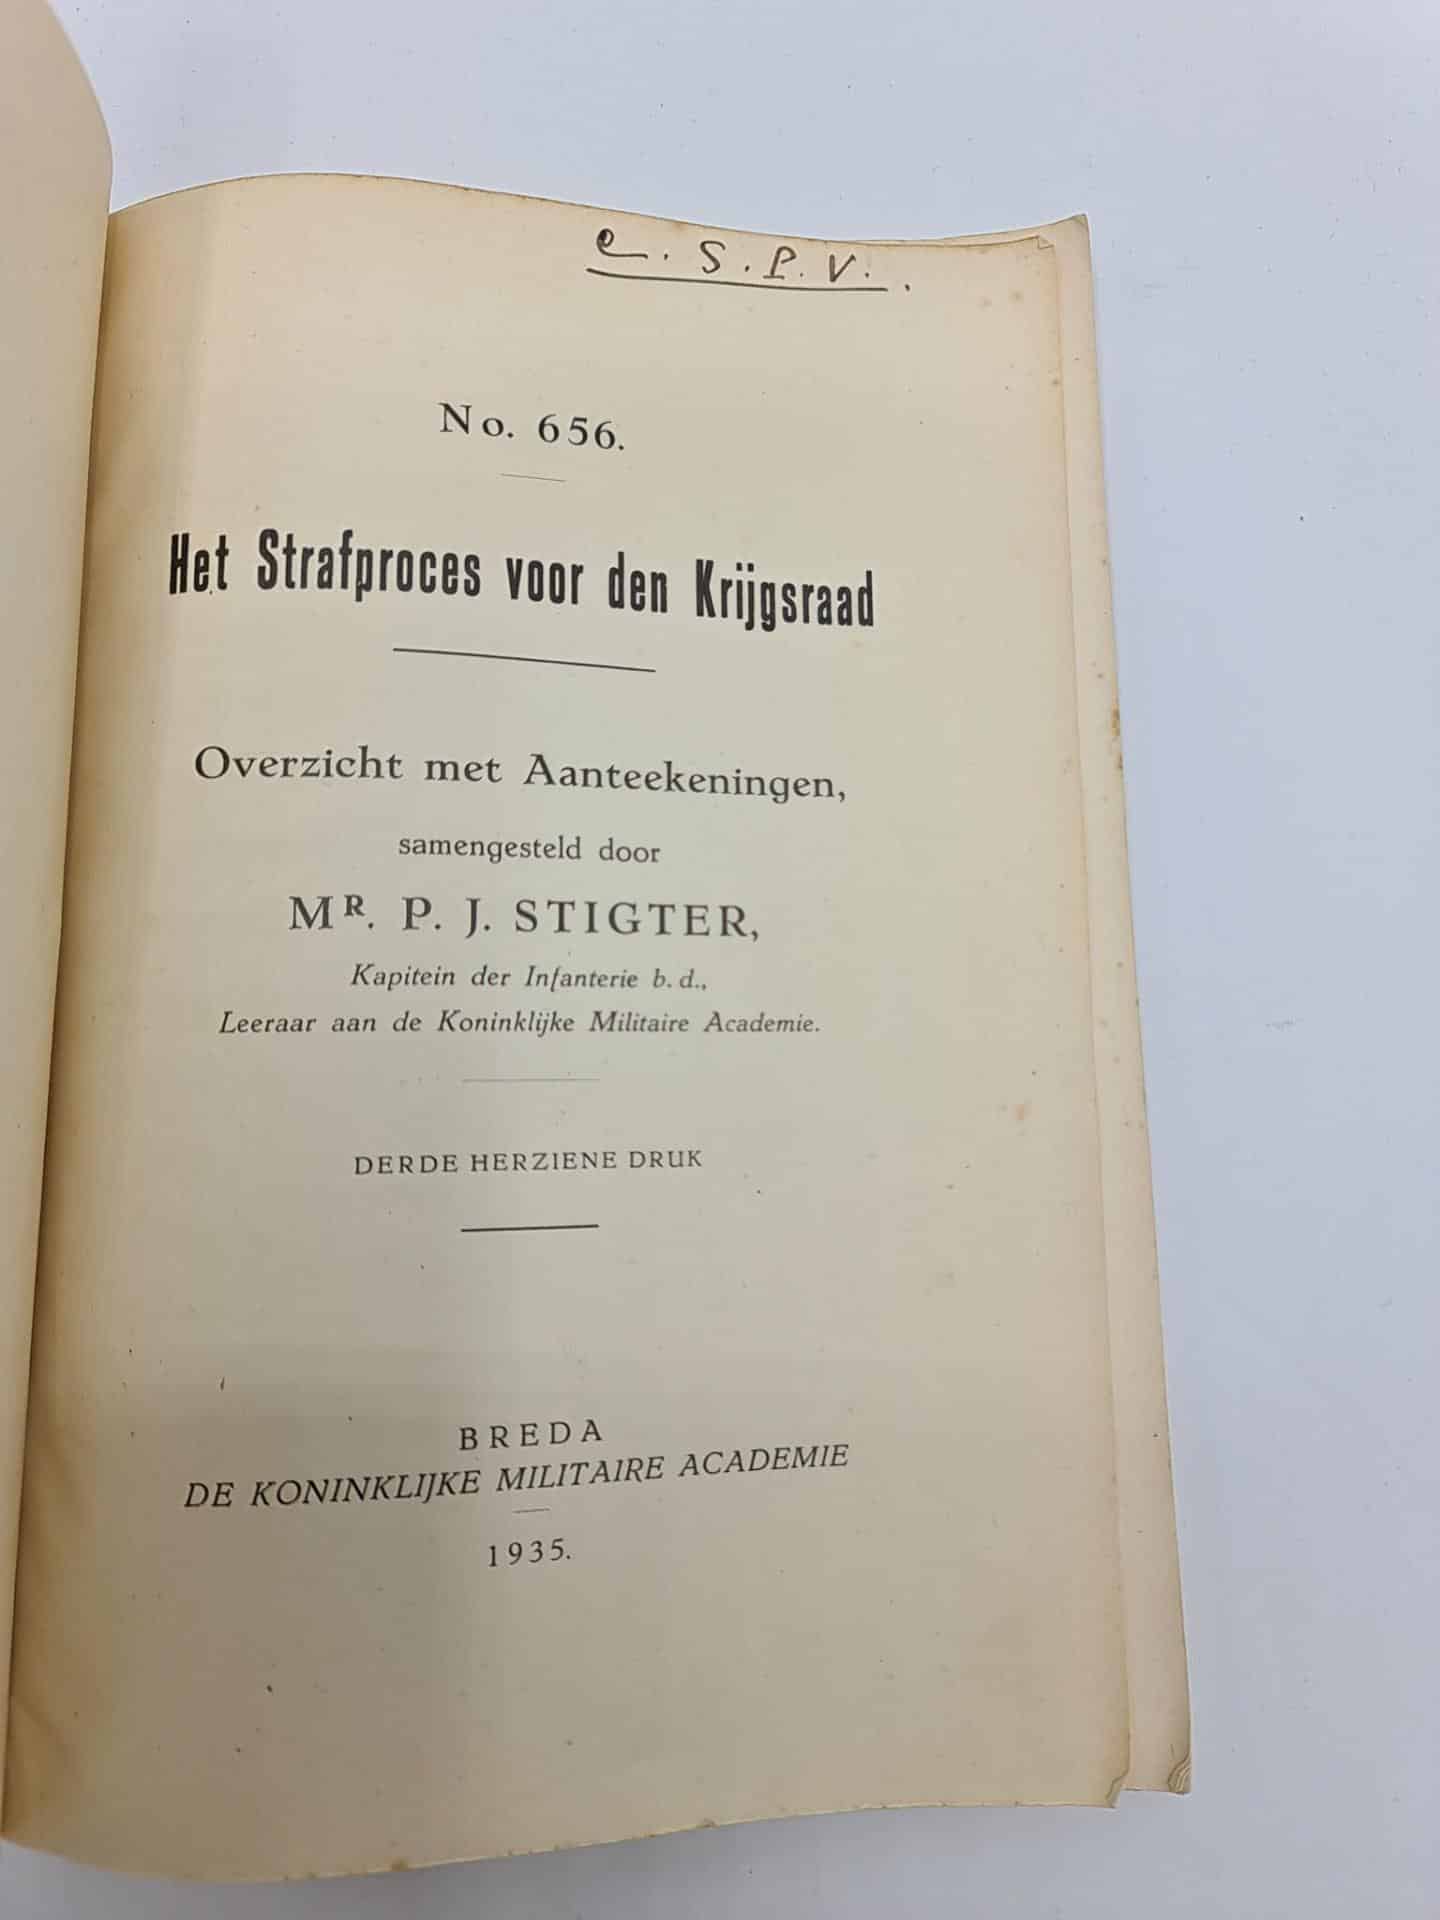 e. S. P. V.
No. 656.
Het Strafproces voor den Krijgsraad
Overzicht met Aanteekeningen,
samengesteld door
MR. P. J. STIGTER,
Kapitein der Infanterie b. d.,
Leeraar aan de Koninklijke Militaire Academie.
DERDE HERZIENE DRUK
BREDA
DE KONINKLIJKE MILITAIRE ACADEMIE
1935.